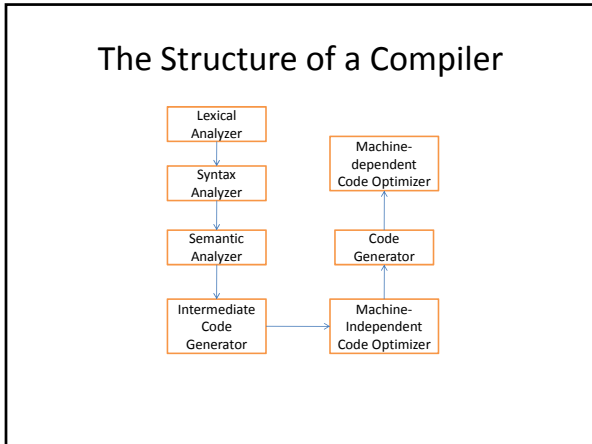 The Structure of a Compiler
Lexical
Analyzer
Syntax
Analyzer
Semantic
Analyzer
Intermediate
Code
Generator
Machine-
Independent
Code Optimizer
Code
Generator
Machine-
dependent
Code Optimizer